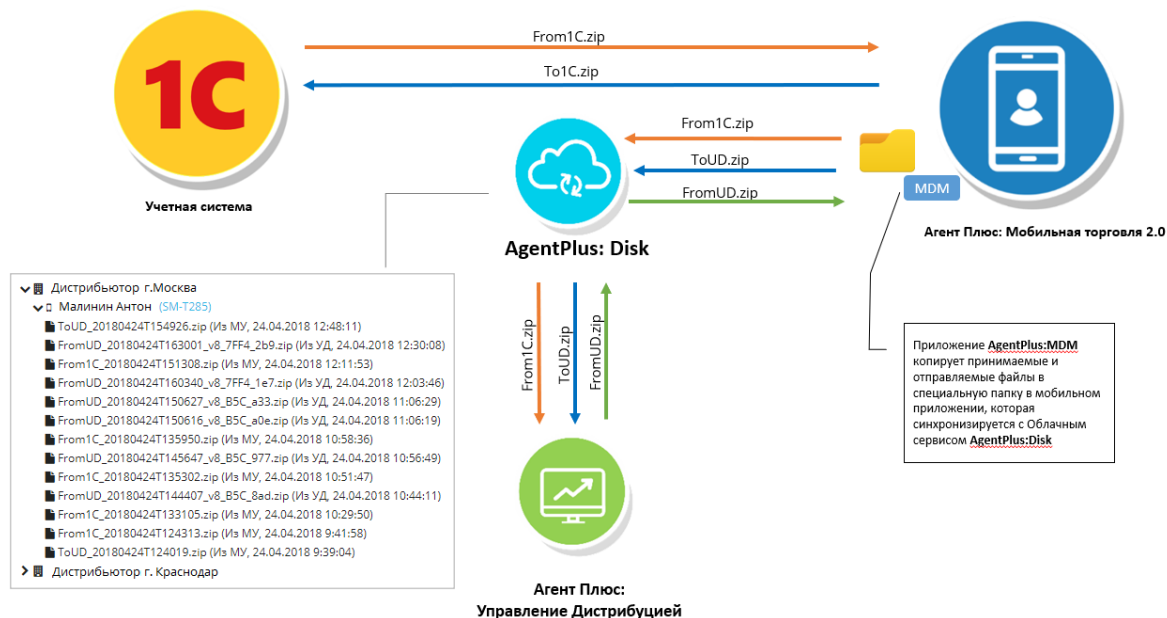 From1C.zip
To1C.zip
1С
Учетная система
From1C.zip
ToUD.zip
FromUD.zip
MDM
Агент Плюс: Мобильная торговля 2.0
AgentPlus: Disk
Дистрибьютор г.Москва
Малинин Антон (SM-T285)
ToUD_20180424T154926.zip (Из МУ, 24.04.2018 12:48:11)
FromUD_20180424T163001_v8_7FF4_2b9.zip (Из УД, 24.04.2018 12:30:08)
From1C_20180424T151308.zip (Из МУ, 24.04.2018 12:11:53)
FromUD_20180424T160340_v8_7FF4_1e7.zip (Из УД, 24.04.2018 12:03:46)
FromUD_20180424T150627_v8_B5C_a33.zip (Из УД, 24.04.2018 11:06:29)
FromUD_20180424T150616_v8_B5C_a0e.zip (Из УД, 24.04.2018 11:06:19)
From1C_20180424T135950.zip (Из МУ, 24.04.2018 10:58:36)
FromUD_20180424T145647_v8_B5C_977.zip (Из УД, 24.04.2018 10:56:49)
From1C_20180424T135302.zip (Из МУ, 24.04.2018 10:51:47)
FromUD_20180424T144407_v8_B5C_8ad.zip (Из УД, 24.04.2018 10:44:11)
From1C_20180424T133105.zip (Из МУ, 24.04.2018 10:29:50)
From1C_20180424T124313.zip (Из МУ, 24.04.2018 9:41:58)
ToUD_20180424T124019.zip (Из МУ, 24.04.2018 9:39:04)
Дистрибьютор г. Краснодар
From1C.zip
ToUD.zip
FromUD.zip
Приложение AgentPlus:MDM
копирует принимаемые и
отправляемые файлы в
специальную папку в мобильном
приложении, которая
синхронизируется с Облачным
сервисом AgentPlus:Disk
Агент Плюс:
Управление Дистрибуцией